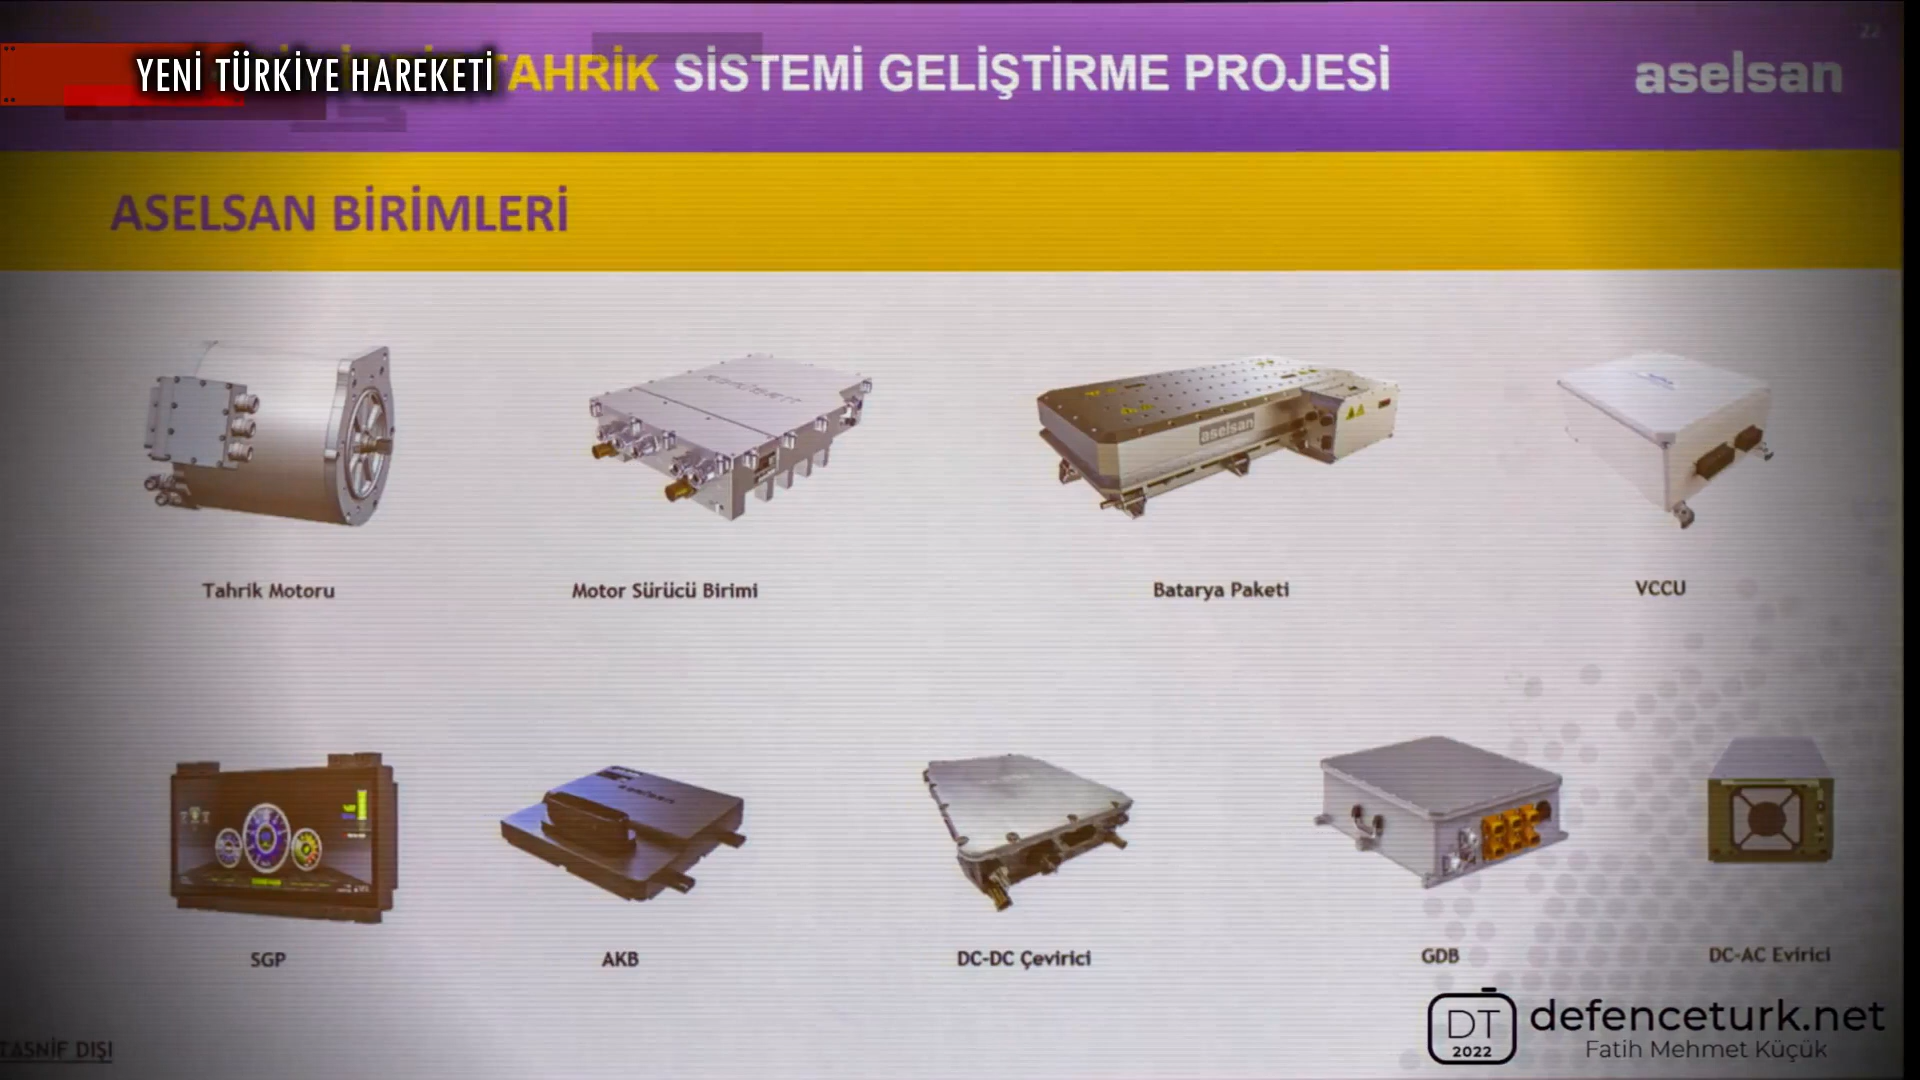 22
YENİ TÜRKİYE HAREKETİ
TAHRİK SİSTEMİ GELİŞTİRME PROJESİ
aselsan
ASELSAN BİRİMLERİ
aselsan
Tahrik Motoru
Motor Sürücü Birimi
Batarya Paketi
VCCU
aselsan
SGP
AKB
DC-DC Çevirici
GDB
DC-AC Evirici
TASNİF DIŞI
DT
2022
defenceturk.net
Fatih Mehmet Küçük